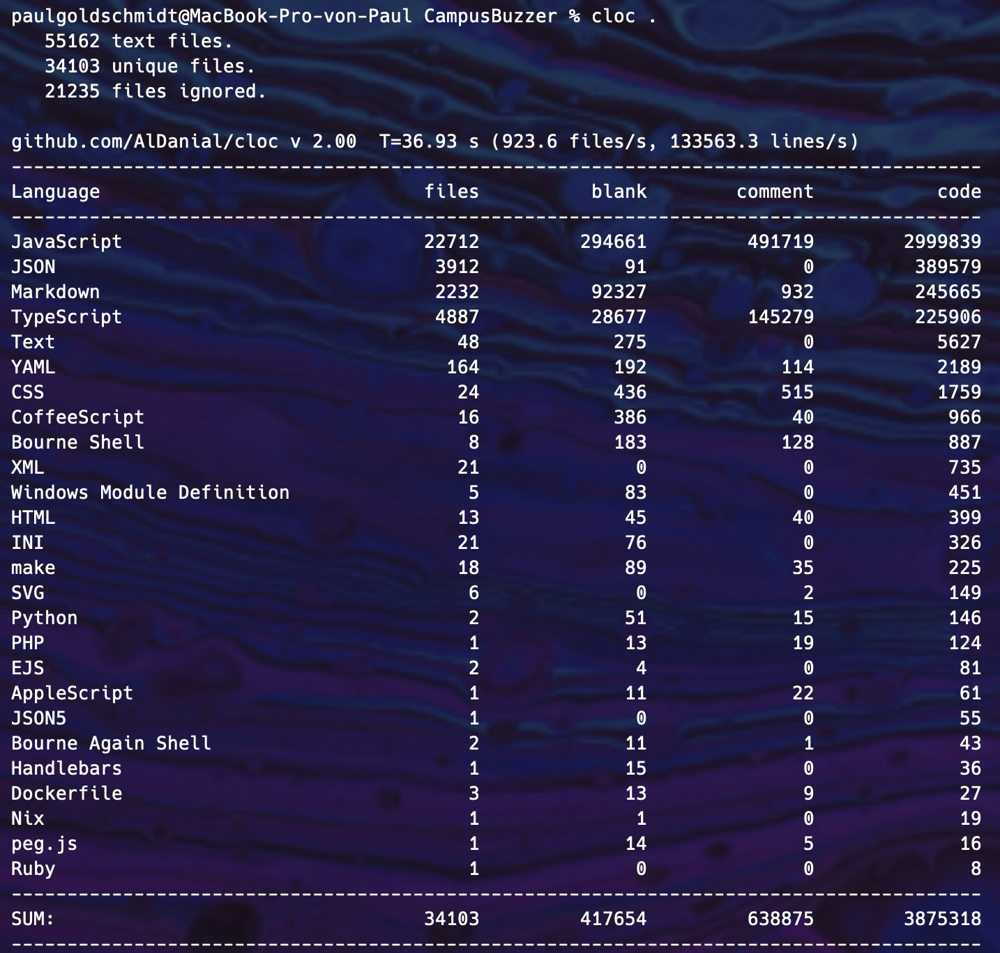 paulgoldschmidt@MacBook-Pro-von-Paul CampusBuzzer % cloc .
   55162 text files.
   34103 unique files.
   21235 files ignored.

github.com/AlDanial/cloc v 2.00  T=36.93 s (923.6 files/s, 133563.3 lines/s)
---------------------------------------------------------------------------------------
Language                             files          blank        comment           code
---------------------------------------------------------------------------------------
JavaScript                           22712         294661         491719        2999839
JSON                                  3912             91              0         389579
Markdown                              2232          92327            932         245665
TypeScript                            4887          28677         145279         225906
Text                                    48            275              0           5627
YAML                                   164            192            114           2189
CSS                                     24            436            515           1759
CoffeeScript                            16            386             40            966
Bourne Shell                             8            183            128            887
XML                                     21              0              0            735
Windows Module Definition                5             83              0            451
HTML                                    13             45             40            399
INI                                     21             76              0            326
make                                    18             89             35            225
SVG                                      6              0              2            149
Python                                   2             51             15            146
PHP                                      1             13             19            124
EJS                                      2              4              0             81
AppleScript                              1             11             22             61
JSON5                                    1              0              0             55
Bourne Again Shell                       2             11              1             43
Handlebars                               1             15              0             36
Dockerfile                               3             13              9             27
Nix                                      1              1              0             19
peg.js                                   1             14              5             16
Ruby                                     1              0              0              8
---------------------------------------------------------------------------------------
SUM:                                 34103         417654         638875        3875318
---------------------------------------------------------------------------------------